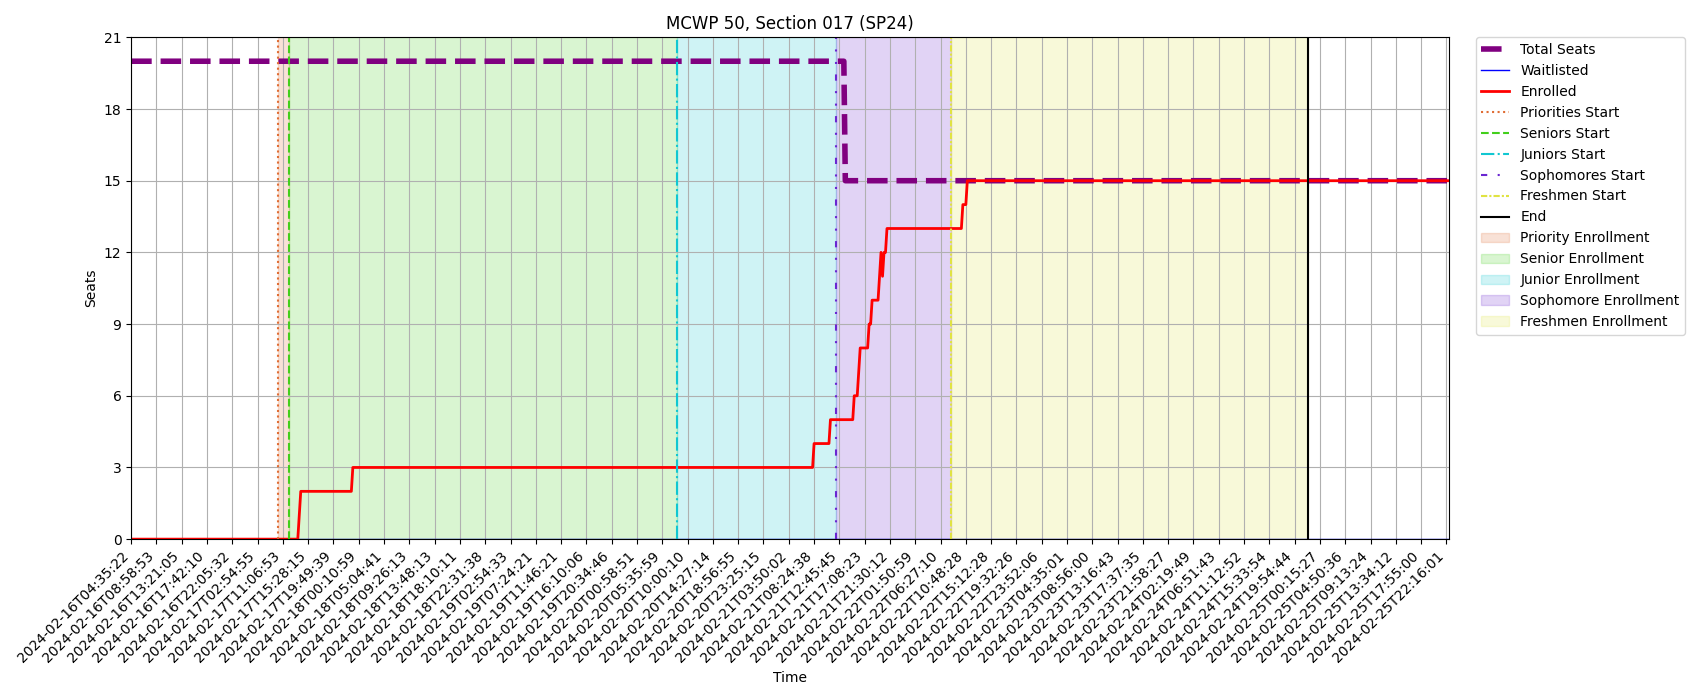 MCWP 50, Section 017 (SP24)
21
18
15
12
9
6
3
0
Seats
2024-02-16T04:35:22
2024-02-16T08:58:53
2024-02-16T13:21:05
2024-02-16T17:42:10
2024-02-16T22:05:32
2024-02-17T02:54:55
2024-02-17T11:06:53
2024-02-17T15:28:15
2024-02-17T19:49:39
2024-02-18T00:10:59
2024-02-18T05:04:41
2024-02-18T09:26:13
2024-02-18T13:48:13
2024-02-18T18:10:11
2024-02-18T22:31:38
2024-02-19T02:54:33
2024-02-19T07:24:21
2024-02-19T11:46:21
2024-02-19T16:10:06
2024-02-19T20:34:46
2024-02-20T00:58:51
2024-02-20T05:35:59
2024-02-20T10:00:10
2024-02-20T14:27:14
2024-02-20T18:56:55
2024-02-20T23:25:15
2024-02-21T03:50:02
2024-02-21T08:24:38
2024-02-21T12:45:45
2024-02-21T17:08:23
2024-02-21T21:30:12
2024-02-22T01:50:59
2024-02-22T06:27:10
2024-02-22T10:48:28
2024-02-22T15:12:28
2024-02-22T19:32:26
2024-02-22T23:52:06
2024-02-23T04:35:01
2024-02-23T08:56:00
2024-02-23T13:16:43
2024-02-23T17:37:35
2024-02-23T21:58:27
2024-02-24T02:19:49
2024-02-24T06:51:43
2024-02-24T11:12:52
2024-02-24T15:33:54
2024-02-24T19:54:44
2024-02-25T00:15:27
2024-02-25T04:50:36
2024-02-25T09:13:24
2024-02-25T13:34:12
2024-02-25T17:55:00
2024-02-25T22:16:01
Time
Total Seats
Waitlisted
Enrolled
Priorities Start
Seniors Start
Juniors Start
Sophomores Start
Freshmen Start
End
Priority Enrollment
Senior Enrollment
Junior Enrollment
Sophomore Enrollment
Freshmen Enrollment